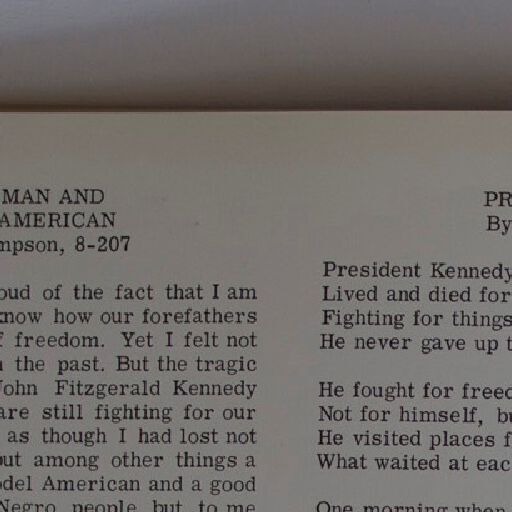 MAN AND
AMERICAN
mpson, 8-207
oud of the fact that I am
know how our forefathers
f freedom. Yet I felt not
the past. But the tragic
John Fitzgerald Kennedy
are still fighting for our
as though I had lost not
but among other things a
odel American and a good
Negro people but to me
PR
By
President Kennedy
Lived and died for
Fighting for things
He never gave up t
He fought for freed
Not for himself, bu
He visited places f
What waited at eac
One morning when